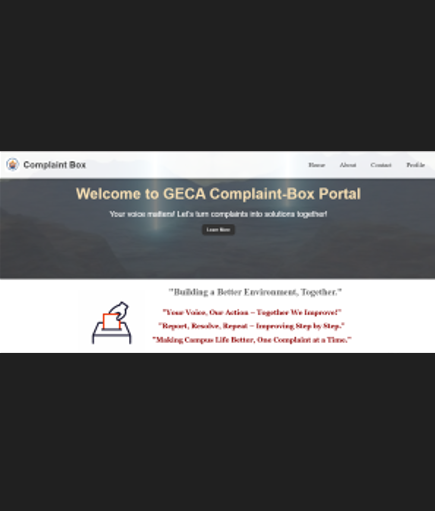 Complaint Box
Home About Contact Profile
Welcome to GECA Complaint-Box Portal
Your voice matters! Let's turn complaints into solutions together!
Learn More
"Building a Better Environment, Together."
"Your Voice, Our Action – Together We Improve!"
"Report, Resolve, Repeat – Improving Step by Step."
"Making Campus Life Better, One Complaint at a Time."